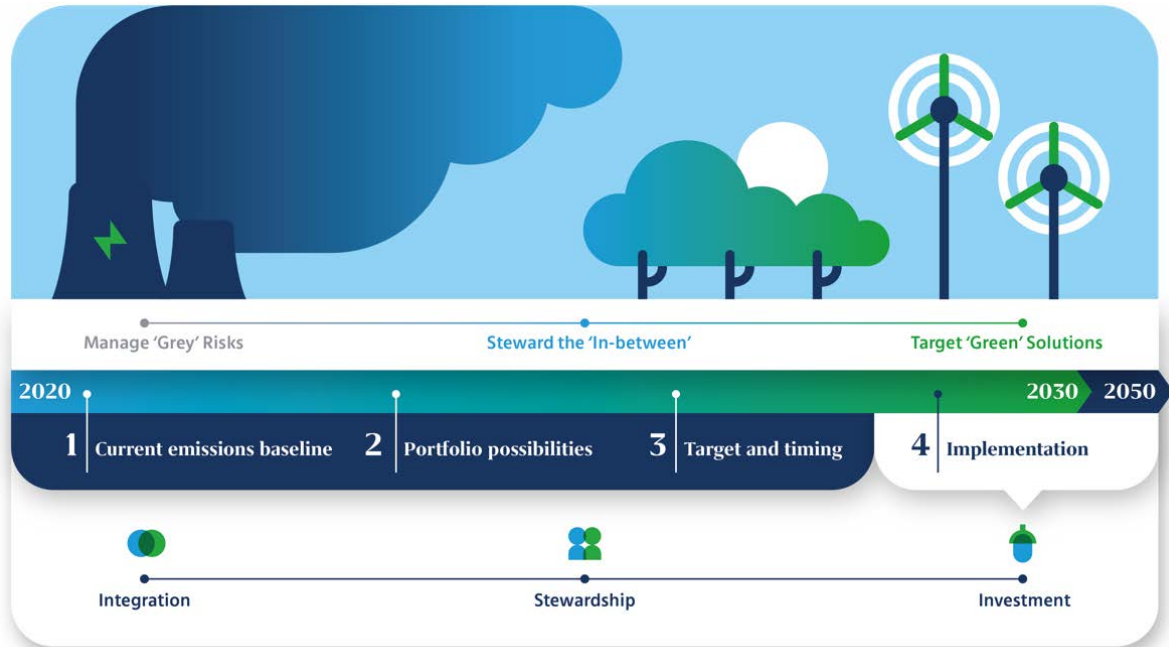 Manage ‘Grey’ Risks
Steward the ‘In-between’
Target ‘Green’ Solutions
2020
2030
2050
1 Current emissions baseline
2 Portfolio possibilities
3 Target and timing
4 Implementation
Integration
Stewardship
Investment